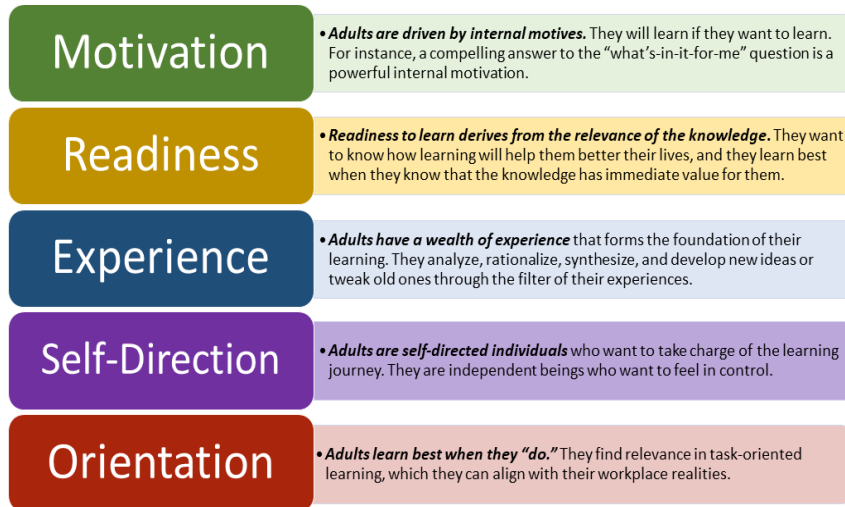 Motivation
• Adults are driven by internal motives. They will learn if they want to learn.
For instance, a compelling answer to the “what’s-in-it-for-me” question is a
powerful internal motivation.
Readiness
• Readiness to learn derives from the relevance of the knowledge. They want
to know how learning will help them better their lives, and they learn best
when they know that the knowledge has immediate value for them.
Experience
• Adults have a wealth of experience that forms the foundation of their
learning. They analyze, rationalize, synthesize, and develop new ideas or
tweak old ones through the filter of their experiences.
Self-Direction
• Adults are self-directed individuals who want to take charge of the learning
journey. They are independent beings who want to feel in control.
Orientation
• Adults learn best when they “do.” They find relevance in task-oriented
learning, which they can align with their workplace realities.